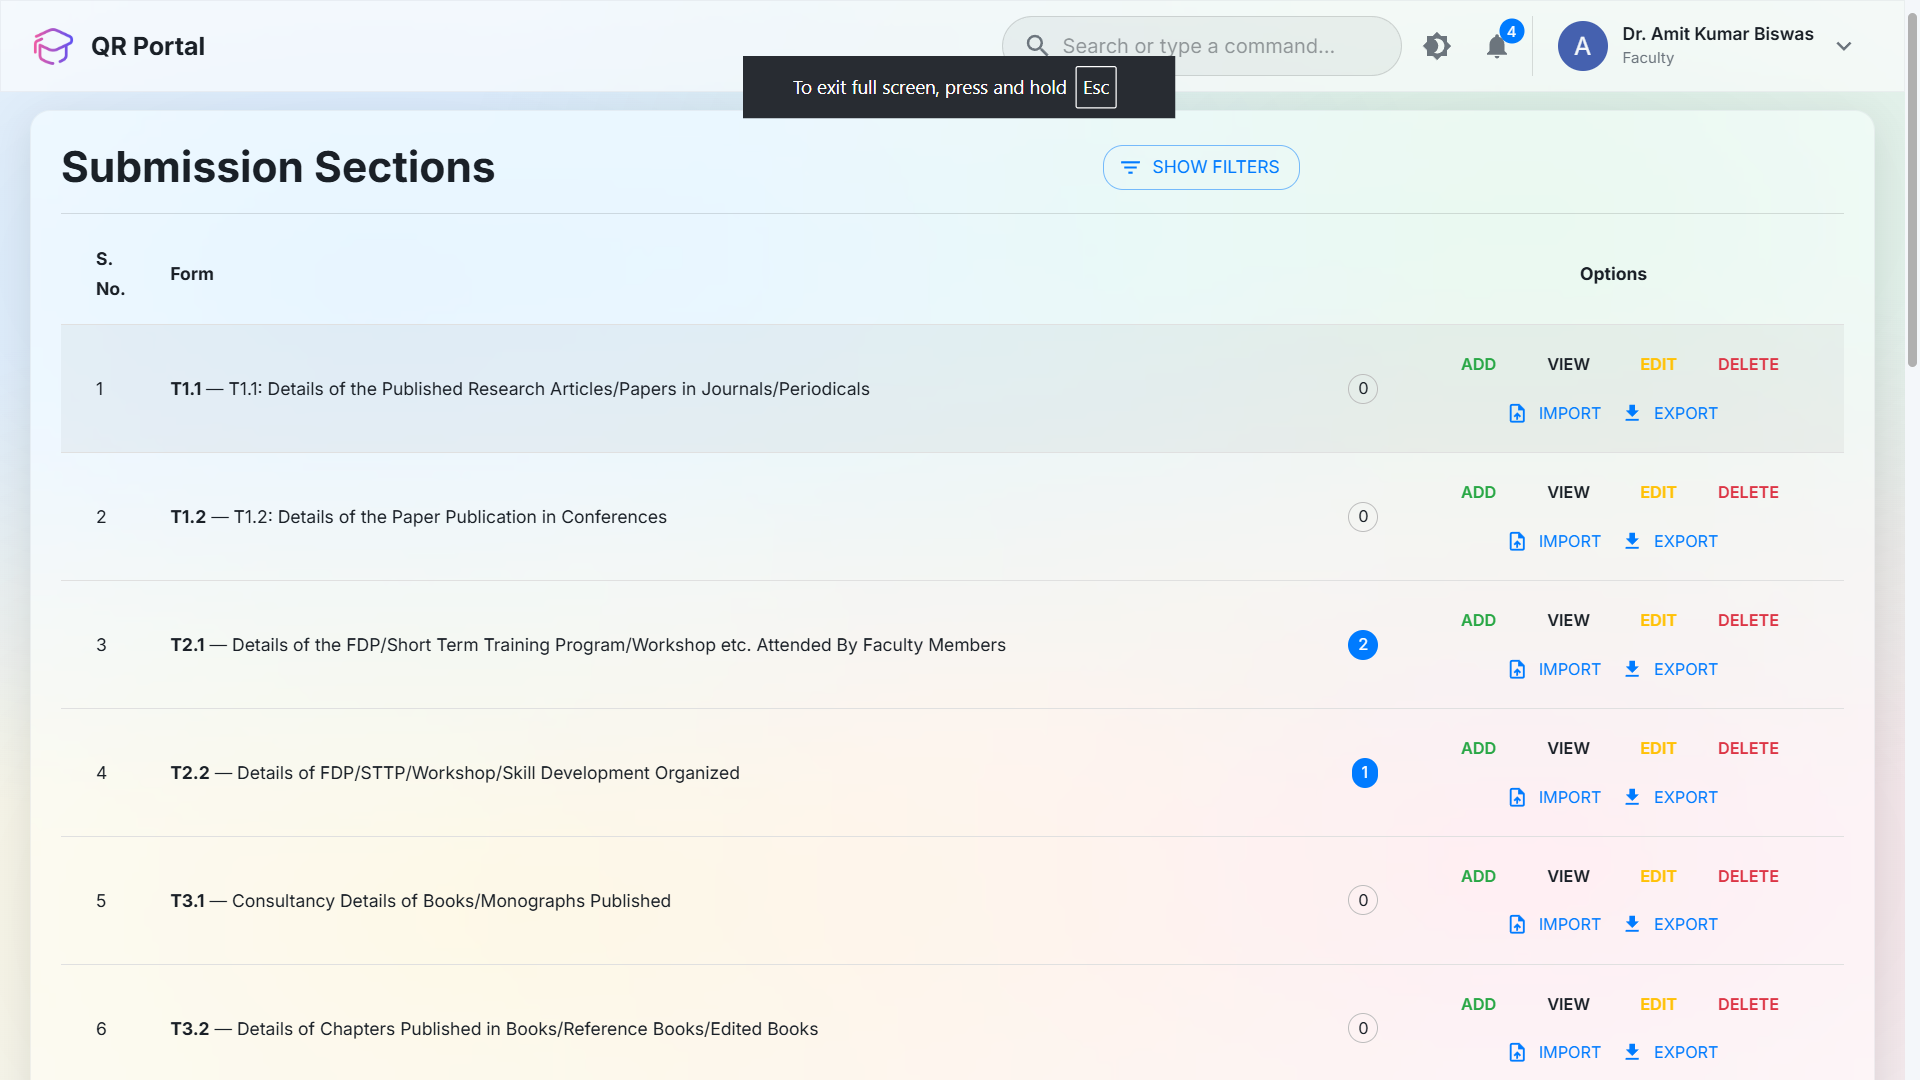 QR Portal
Search or type a command...
4
A
Dr. Amit Kumar Biswas
Faculty
To exit full screen, press and hold Esc
Submission Sections
SHOW FILTERS
S. No.
Form
Options
1
T1.1 — T1.1: Details of the Published Research Articles/Papers in Journals/Periodicals
0
ADD VIEW EDIT DELETE
IMPORT EXPORT
2
T1.2 — T1.2: Details of the Paper Publication in Conferences
0
ADD VIEW EDIT DELETE
IMPORT EXPORT
3
T2.1 — Details of the FDP/Short Term Training Program/Workshop etc. Attended By Faculty Members
2
ADD VIEW EDIT DELETE
IMPORT EXPORT
4
T2.2 — Details of FDP/STTP/Workshop/Skill Development Organized
1
ADD VIEW EDIT DELETE
IMPORT EXPORT
5
T3.1 — Consultancy Details of Books/Monographs Published
0
ADD VIEW EDIT DELETE
IMPORT EXPORT
6
T3.2 — Details of Chapters Published in Books/Reference Books/Edited Books
0
ADD VIEW EDIT DELETE
IMPORT EXPORT